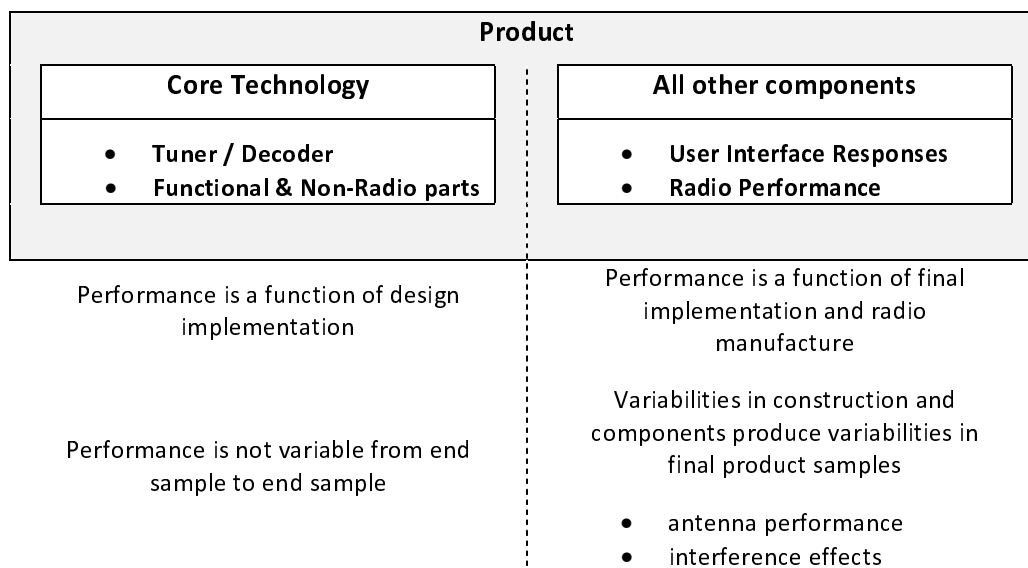 Product
Core Technology
• Tuner / Decoder
• Functional & Non-Radio parts
All other components
• User Interface Responses
• Radio Performance
Performance is a function of design
implementation
Performance is not variable from end
sample to end sample
Performance is a function of final
implementation and radio
manufacture
Variabilities in construction and
components produce variabilities in
final product samples
• antenna performance
• interference effects